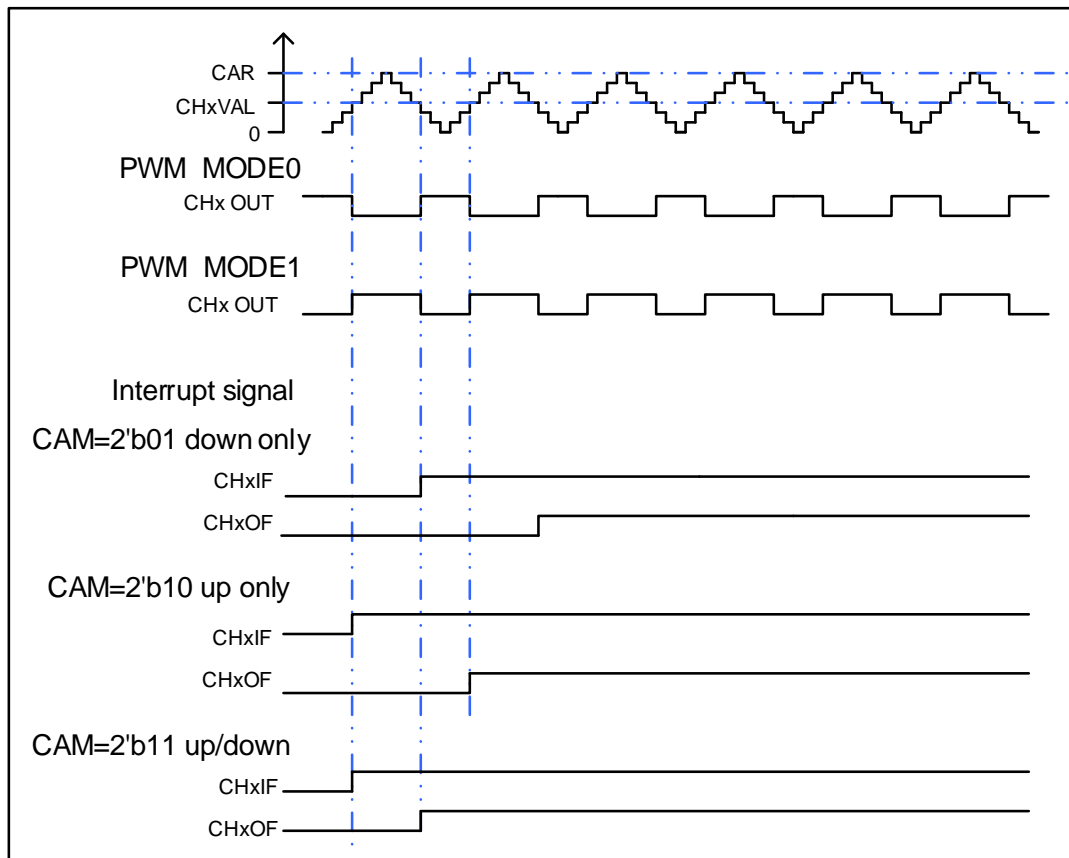 CAR
CHxVAL
0
PWM MODE0
CHx OUT
PWM MODE1
CHx OUT
Interrupt signal
CAM=2'b01 down only
CHxIF
CHxOF
CAM=2'b10 up only
CHxIF
CHxOF
CAM=2'b11 up/down
CHxIF
CHxOF